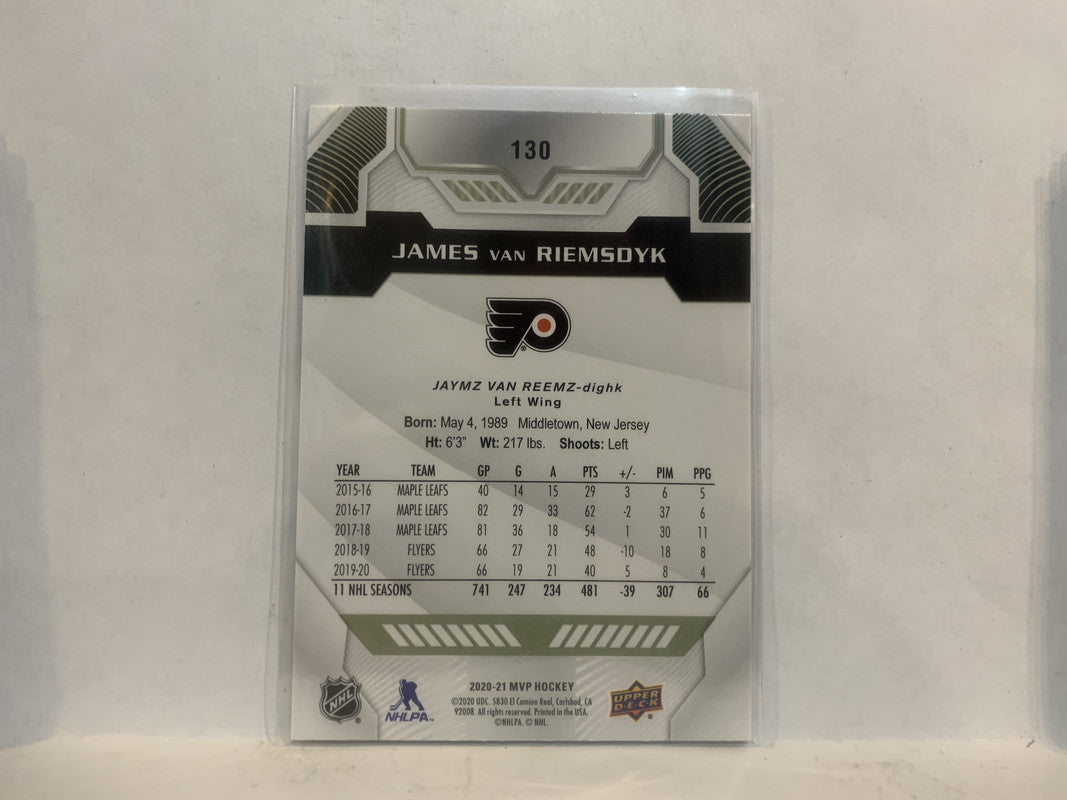 130
JAMES VAN RIEMSDYK
JAYMZ VAN REEMZ-dighk
Left Wing
Born: May 4, 1989 Middletown, New Jersey
Ht: 6'3" Wt: 217 lbs. Shoots: Left
YEAR TEAM GP G A PTS +/- PIM PPG
2015-16 MAPLE LEAFS 40 14 15 29 3 6 5
2016-17 MAPLE LEAFS 82 29 33 62 -2 37 6
2017-18 MAPLE LEAFS 81 36 18 54 1 30 11
2018-19 FLYERS 66 27 21 48 -10 18 8
2019-20 FLYERS 66 19 21 40 5 8 4
11 NHL SEASONS 741 247 234 481 -39 307 66
2020-21 MVP HOCKEY
©2020 UDC. 5830 El Camino Real, Carlsbad, CA
92008. All rights reserved. Printed in the USA.
©NHLPA. © NHL.
NHL
NHLPA™
UPPER
DECK